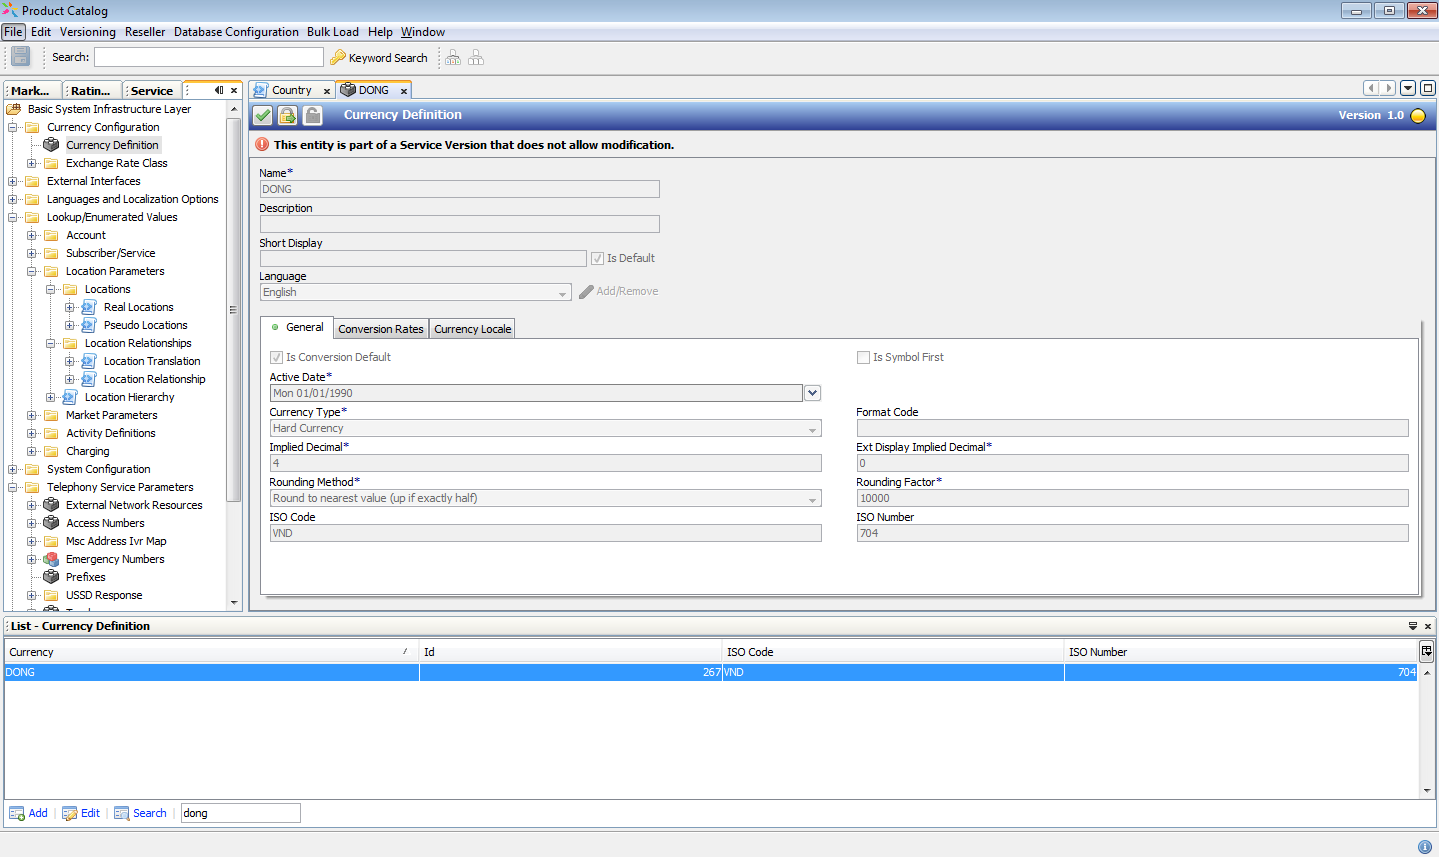 Product Catalog
File Edit Versioning Reseller Database Configuration Bulk Load Help Window
Search: Keyword Search
Mark... Ratin... Service
Basic System Infrastructure Layer
Currency Configuration
Currency Definition
Exchange Rate Class
External Interfaces
Languages and Localization Options
Lookup/Enumerated Values
Account
Subscriber/Service
Location Parameters
Locations
Real Locations
Pseudo Locations
Location Relationships
Location Translation
Location Relationship
Location Hierarchy
Market Parameters
Activity Definitions
Charging
System Configuration
Telephony Service Parameters
External Network Resources
Access Numbers
Msc Address Ivr Map
Emergency Numbers
Prefixes
USSD Response
Country DONG
Currency Definition Version 1.0
This entity is part of a Service Version that does not allow modification.
Name*
DONG
Description
Short Display
Is Default
Language
English Add/Remove
General Conversion Rates Currency Locale
Is Conversion Default Is Symbol First
Active Date*
Mon 01/01/1990
Currency Type* Format Code
Hard Currency
Implied Decimal* Ext Display Implied Decimal*
4 0
Rounding Method* Rounding Factor*
Round to nearest value (up if exactly half) 10000
ISO Code ISO Number
VND 704
List - Currency Definition
Currency Id ISO Code ISO Number
DONG 267 VND 704
Add Edit Search dong